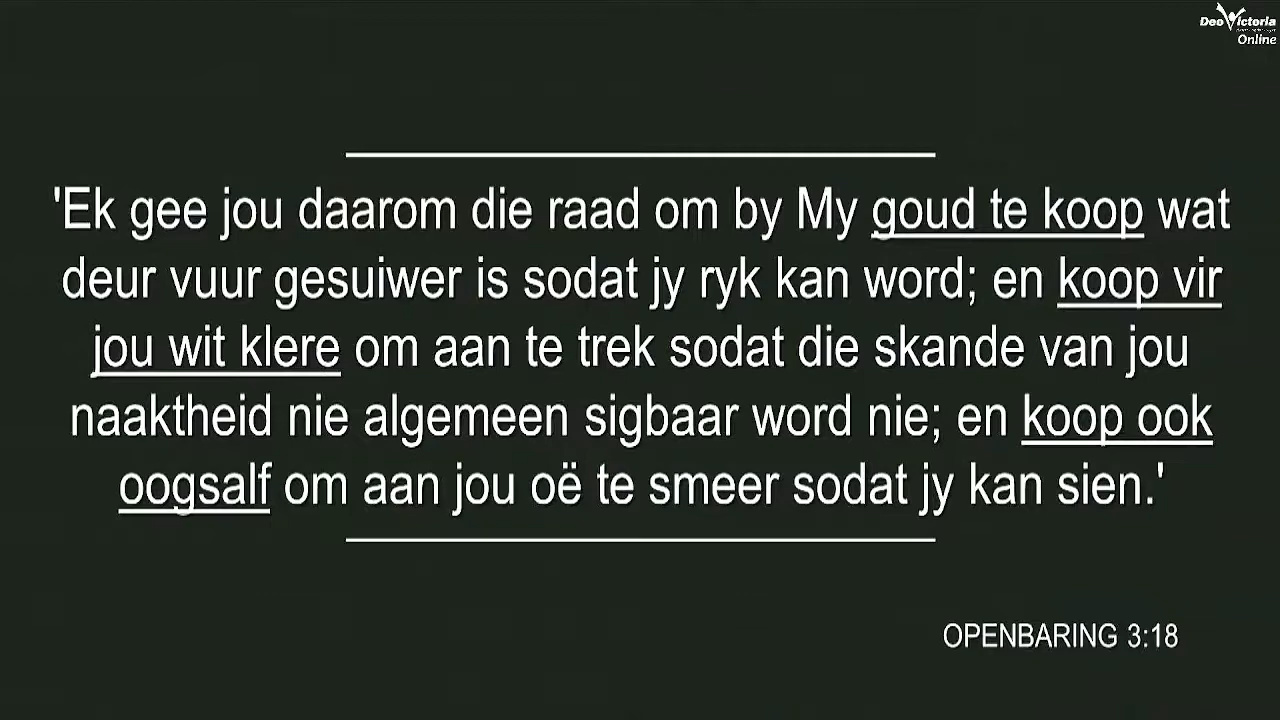 Deo Victoria
Online
'Ek gee jou daarom die raad om by My goud te koop wat
deur vuur gesuiwer is sodat jy ryk kan word; en koop vir
jou wit klere om aan te trek sodat die skande van jou
naaktheid nie algemeen sigbaar word nie; en koop ook
oogsalf om aan jou oë te smeer sodat jy kan sien.'
OPENBARING 3:18